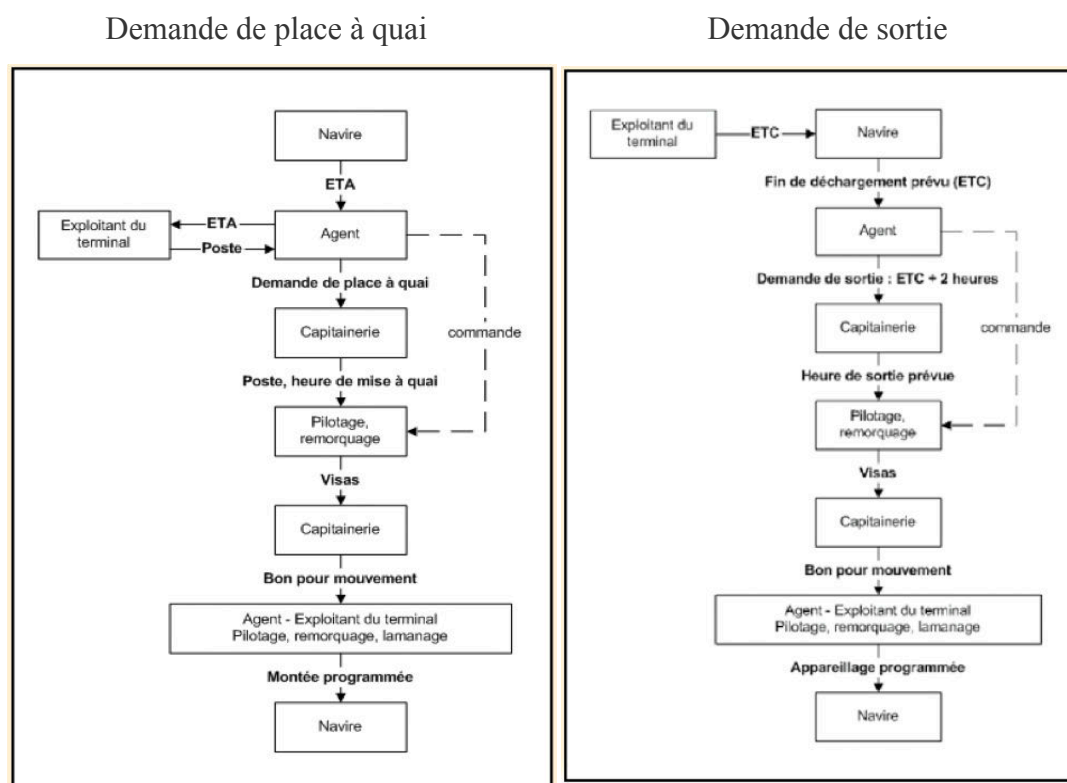 Demande de place à quai
Navire
ETA
Exploitant du
terminal
ETA
Poste
Agent
Demande de place à quai
Capitainerie
commande
Poste, heure de mise à quai
Pilotage,
remorquage
Visas
Capitainerie
Bon pour mouvement
Agent - Exploitant du terminal
Pilotage, remorquage, lamanage
Montée programmée
Navire
Demande de sortie
Exploitant du
terminal
ETC
Navire
Fin de déchargement prévu (ETC)
Agent
Demande de sortie : ETC + 2 heures
Capitainerie
commande
Heure de sortie prévue
Pilotage,
remorquage
Visas
Capitainerie
Bon pour mouvement
Agent - Exploitant du terminal
Pilotage, remorquage, lamanage
Appareillage programmée
Navire